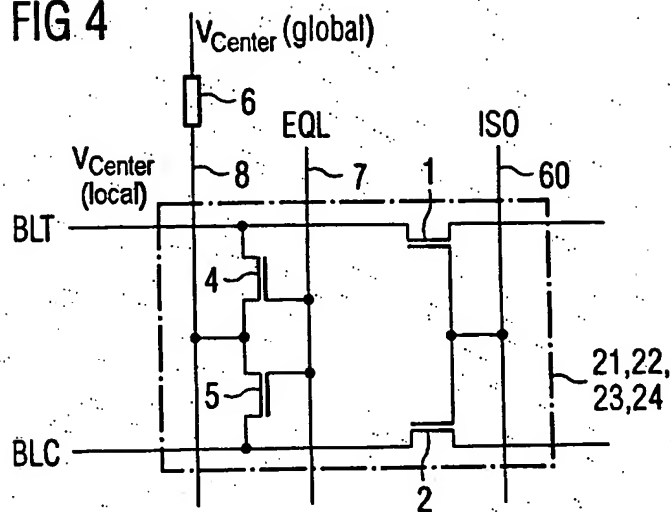 FIG 4
VCenter (global)
6
EQL
ISO
VCenter
(local)
8
7
1
60
BLT
4
5
21,22,
23,24
BLC
2